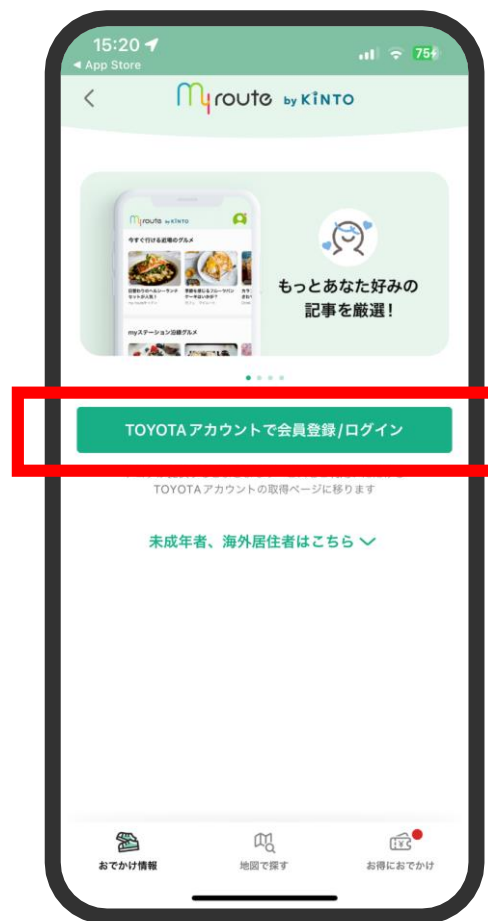 15:20
75
◀ App Store
my route by KINTO
my route by KINTO
今すぐ行ける近場のグルメ
myステーション沿線グルメ
もっとあなた好みの
記事を厳選！
TOYOTAアカウントで会員登録/ログイン
TOYOTAアカウントの取得ページに移ります
未成年者、海外居住者はこちら
おでかけ情報
地図で探す
お得におでかけ